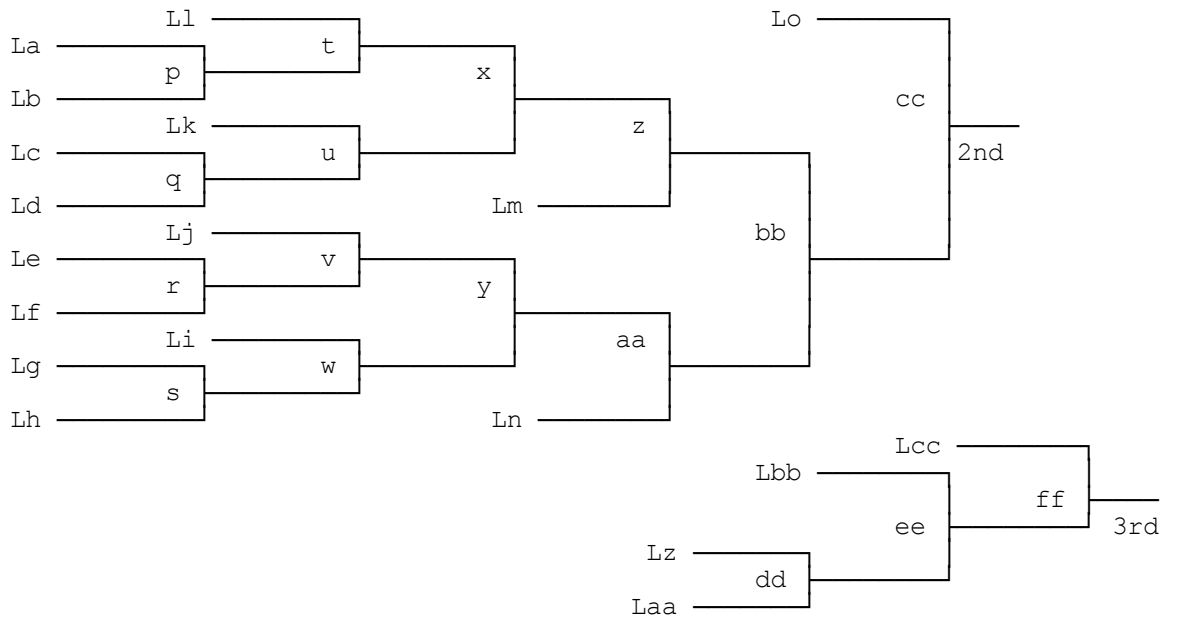 Ll Lo
La t
p x
Lb cc
Lk z
Lc u 2nd
q
Ld Lm
Lj bb
Le v
r y
Lf
Li aa
Lg w
s
Lh Ln
Lcc
Lbb
ff
ee 3rd
Lz
dd
Laa